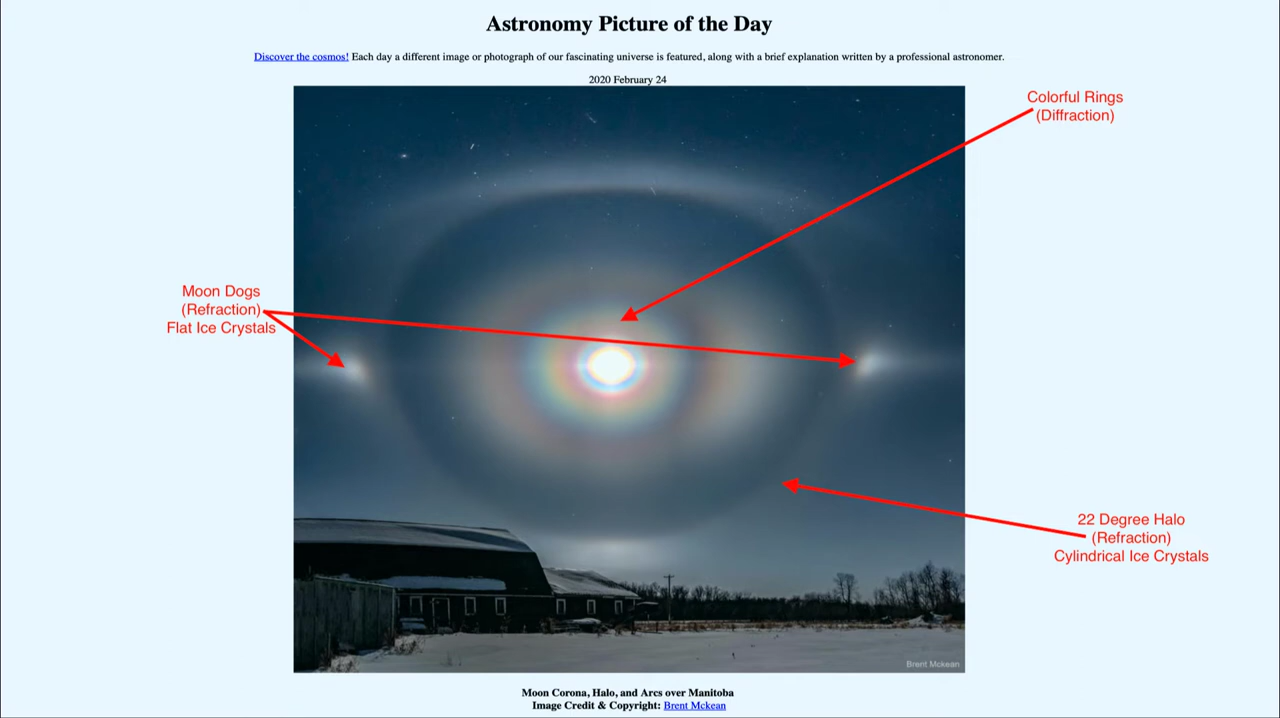 Astronomy Picture of the Day
Discover the cosmos! Each day a different image or photograph of our fascinating universe is featured, along with a brief explanation written by a professional astronomer.
2020 February 24
Colorful Rings
(Diffraction)
Moon Dogs
(Refraction)
Flat Ice Crystals
22 Degree Halo
(Refraction)
Cylindrical Ice Crystals
Brent Mckean
Moon Corona, Halo, and Arcs over Manitoba
Image Credit & Copyright: Brent Mckean